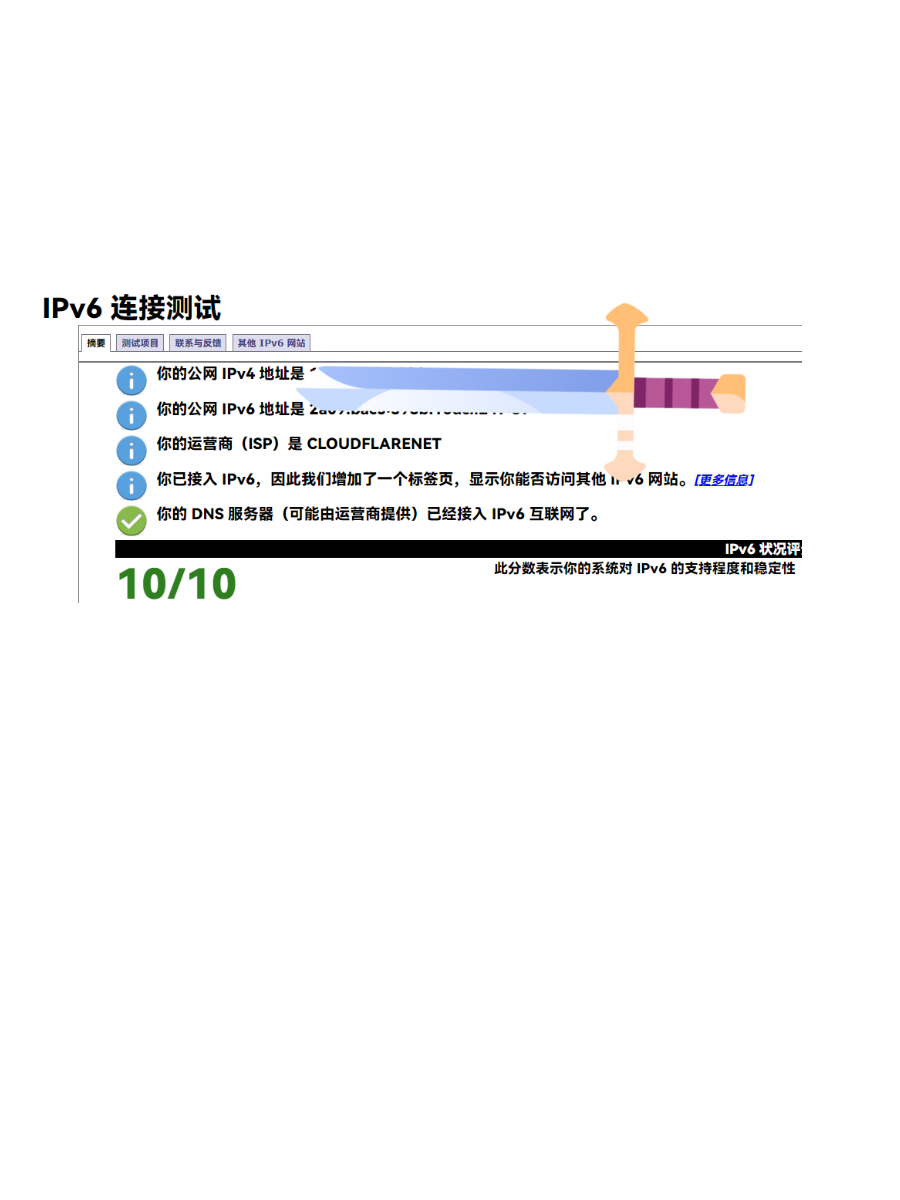 IPv6 连接测试
摘要 测试项目 联系与反馈 其他 IPv6 网站
你的公网 IPv4 地址是
你的公网 IPv6 地址是
你的运营商（ISP）是 CLOUDFLARENET
你已接入 IPv6，因此我们增加了一个标签页，显示你能否访问其他 IPv6 网站。[更多信息]
你的 DNS 服务器（可能由运营商提供）已经接入 IPv6 互联网了。
IPv6 状况评
10/10 此分数表示你的系统对 IPv6 的支持程度和稳定性